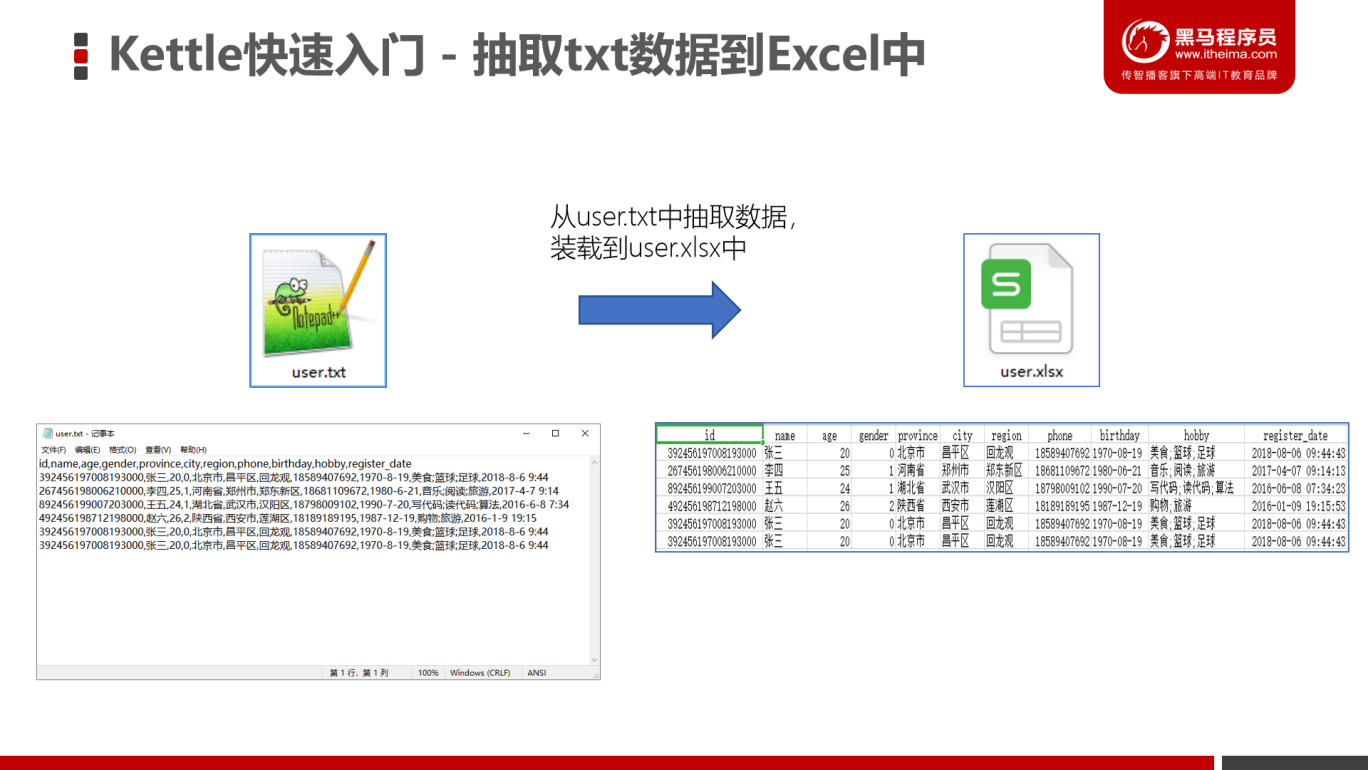 Kettle快速入门 - 抽取txt数据到Excel中
黑马程序员
www.itheima.com
传智播客旗下高端IT教育品牌
从user.txt中抽取数据，
装载到user.xlsx中
Notepad++
user.txt
S
user.xlsx
user.txt - 记事本
文件(F) 编辑(E) 格式(O) 查看(V) 帮助(H)
id,name,age,gender,province,city,region,phone,birthday,hobby,register_date
392456197008193000,张三,20,0,北京市,昌平区,回龙观,18589407692,1970-8-19,美食;篮球;足球,2018-8-6 9:44
267456198006210000,李四,25,1,河南省,郑州市,郑东新区,18681109672,1980-6-21,音乐;阅读;旅游,2017-4-7 9:14
892456199007203000,王五,24,1,湖北省,武汉市,汉阳区,18798009102,1990-7-20,写代码;读代码;算法,2016-6-8 7:34
492456198712198000,赵六,26,2,陕西省,西安市,莲湖区,18189189195,1987-12-19,购物;旅游,2016-1-9 19:15
392456197008193000,张三,20,0,北京市,昌平区,回龙观,18589407692,1970-8-19,美食;篮球;足球,2018-8-6 9:44
392456197008193000,张三,20,0,北京市,昌平区,回龙观,18589407692,1970-8-19,美食;篮球;足球,2018-8-6 9:44
第 1 行，第 1 列 100% Windows (CRLF) ANSI
id name age gender province city region phone birthday hobby register_date
392456197008193000 张三 20 0 北京市 昌平区 回龙观 18589407692 1970-08-19 美食;篮球;足球 2018-08-06 09:44:43
267456198006210000 李四 25 1 河南省 郑州市 郑东新区 18681109672 1980-06-21 音乐;阅读;旅游 2017-04-07 09:14:13
892456199007203000 王五 24 1 湖北省 武汉市 汉阳区 18798009102 1990-07-20 写代码;读代码;算法 2016-06-08 07:34:23
492456198712198000 赵六 26 2 陕西省 西安市 莲湖区 18189189195 1987-12-19 购物;旅游 2016-01-09 19:15:53
392456197008193000 张三 20 0 北京市 昌平区 回龙观 18589407692 1970-08-19 美食;篮球;足球 2018-08-06 09:44:43
392456197008193000 张三 20 0 北京市 昌平区 回龙观 18589407692 1970-08-19 美食;篮球;足球 2018-08-06 09:44:43